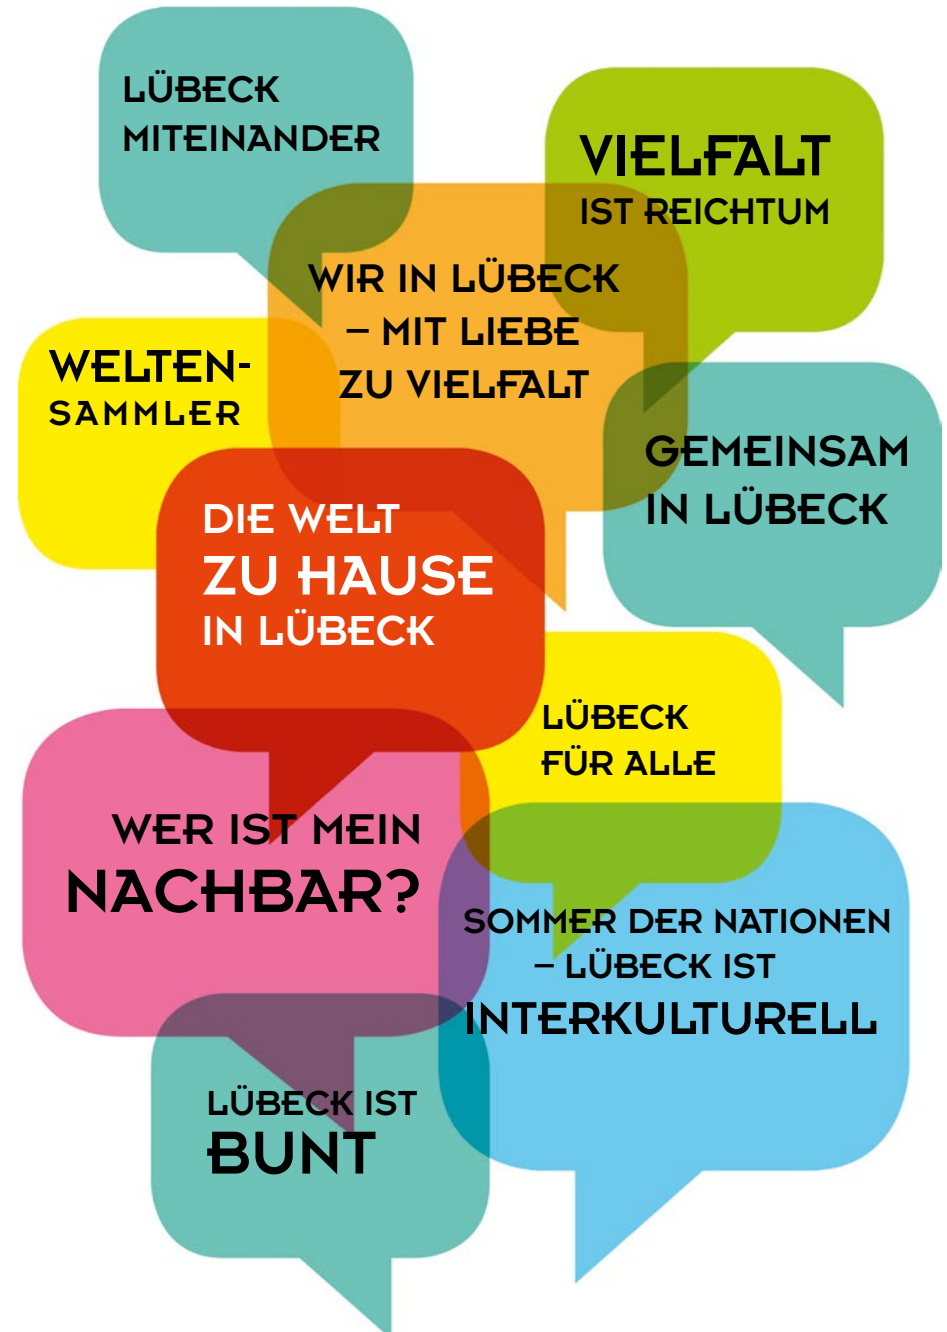 LÜBECK
MITEINANDER
VIELFALT
IST REICHTUM
WIR IN LÜBECK
– MIT LIEBE
ZU VIELFALT
WELTEN-
SAMMLER
GEMEINSAM
IN LÜBECK
DIE WELT
ZU HAUSE
IN LÜBECK
LÜBECK
FÜR ALLE
WER IST MEIN
NACHBAR?
SOMMER DER NATIONEN
– LÜBECK IST
INTERKULTURELL
LÜBECK IST
BUNT